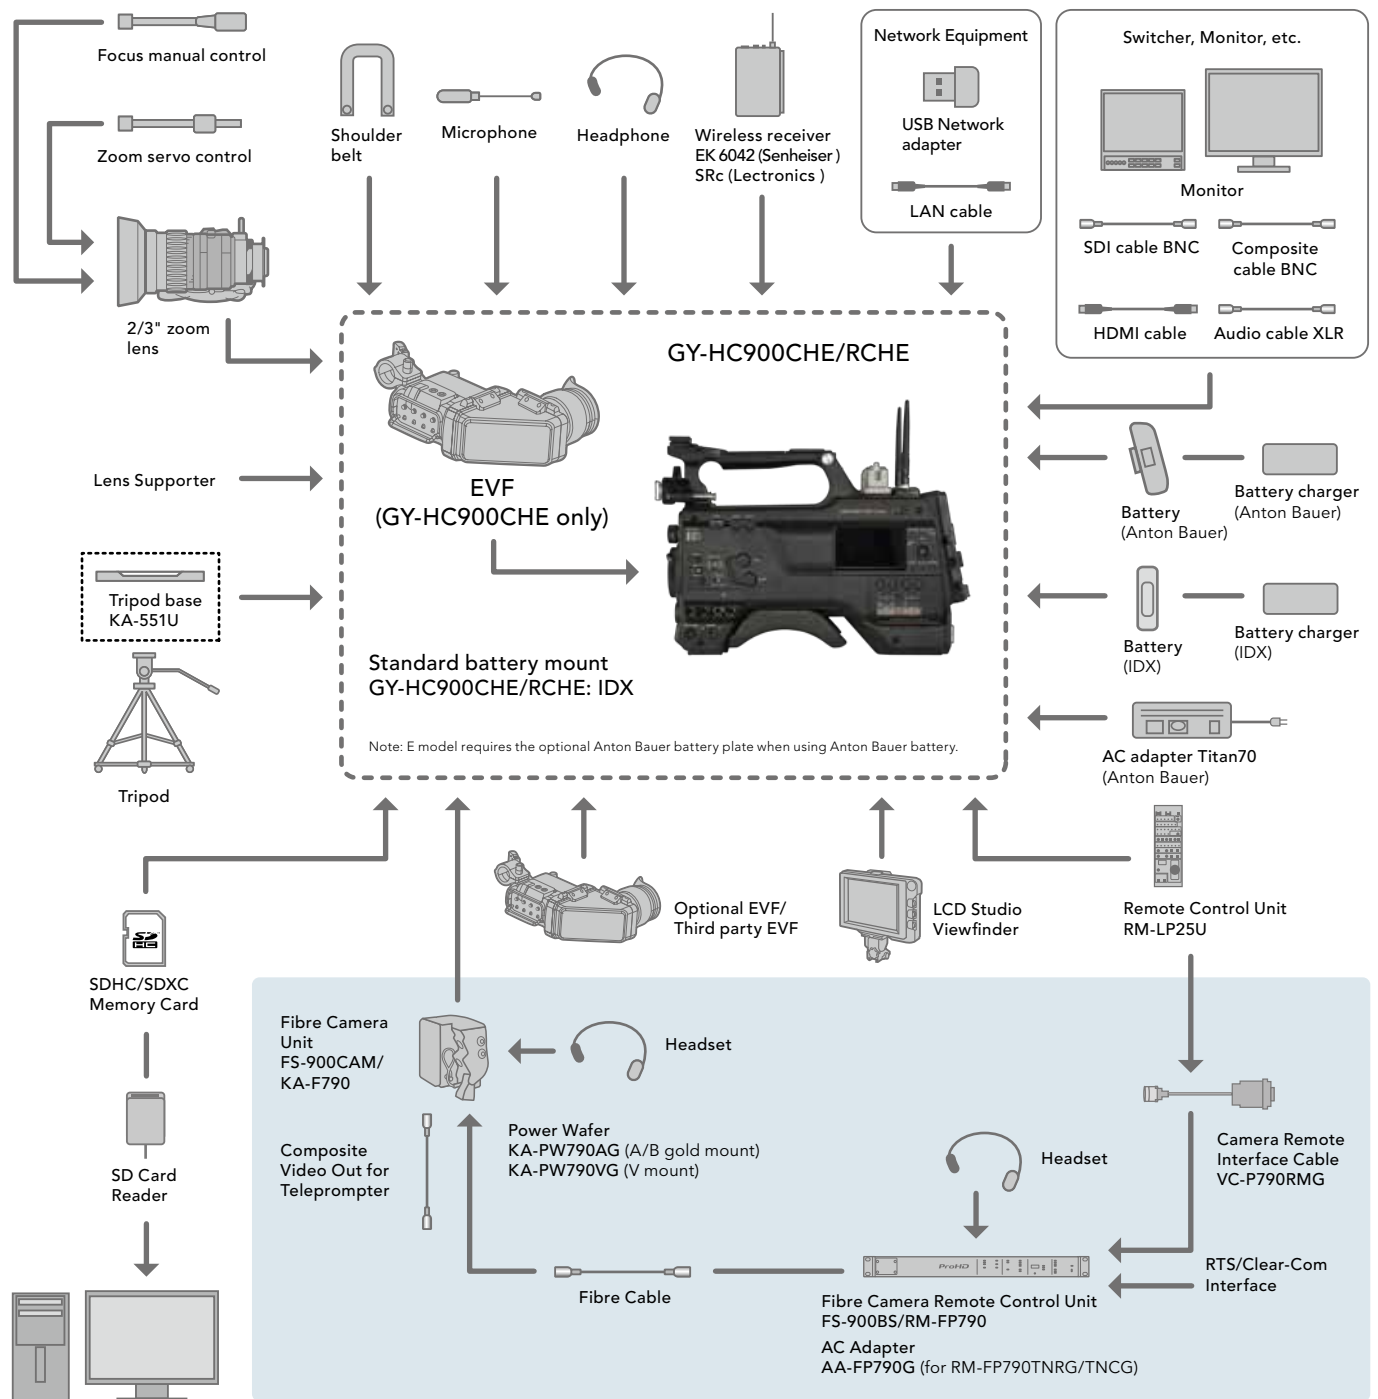 Focus manual control
Zoom servo control
2/3" zoom
lens
Shoulder
belt
Microphone
Headphone
Wireless receiver
EK 6042 (Senheiser )
SRc (Lectronics )
Network Equipment
USB Network
adapter
LAN cable
Switcher, Monitor, etc.
Monitor
SDI cable BNC
Composite
cable BNC
HDMI cable
Audio cable XLR
GY-HC900CHE/RCHE
EVF
(GY-HC900CHE only)
Standard battery mount
GY-HC900CHE/RCHE: IDX
Note: E model requires the optional Anton Bauer battery plate when using Anton Bauer battery.
Lens Supporter
Tripod base
KA-551U
Tripod
Battery
(Anton Bauer)
Battery charger
(Anton Bauer)
Battery
(IDX)
Battery charger
(IDX)
AC adapter Titan70
(Anton Bauer)
Optional EVF/
Third party EVF
LCD Studio
Viewfinder
Remote Control Unit
RM-LP25U
SD
HC
SDHC/SDXC
Memory Card
SD Card
Reader
Fibre Camera
Unit
FS-900CAM/
KA-F790
Headset
Composite
Video Out for
Teleprompter
Power Wafer
KA-PW790AG (A/B gold mount)
KA-PW790VG (V mount)
Headset
Camera Remote
Interface Cable
VC-P790RMG
RTS/Clear-Com
Interface
Fibre Cable
ProHD
Fibre Camera Remote Control Unit
FS-900BS/RM-FP790
AC Adapter
AA-FP790G (for RM-FP790TNRG/TNCG)